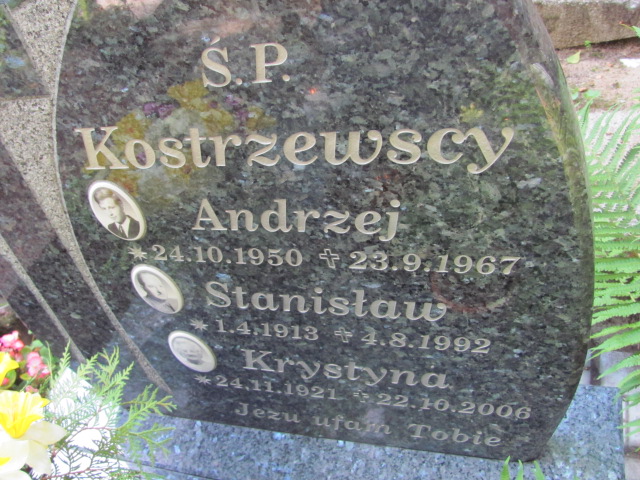 Ś.P.
Kostrzewscy
Andrzej
*24.10.1950 ✝23.9.1967
Stanisław
*1.4.1913 ✝4.8.1992
Krystyna
*24.11.1921 ✝22.10.2006
Jezu ufam Tobie